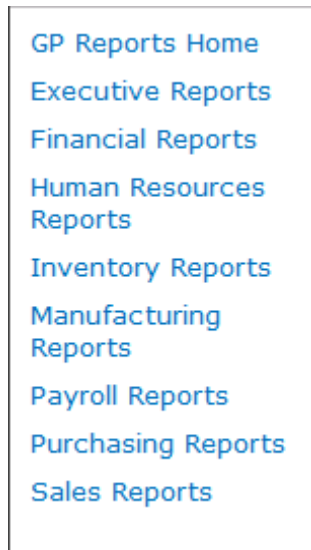 GP Reports Home
Executive Reports
Financial Reports
Human Resources
Reports
Inventory Reports
Manufacturing
Reports
Payroll Reports
Purchasing Reports
Sales Reports